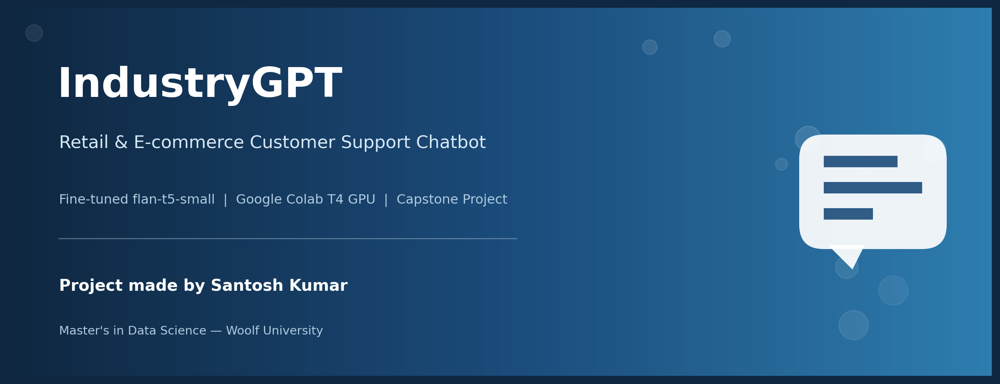 IndustryGPT
Retail & E-commerce Customer Support Chatbot
Fine-tuned flan-t5-small | Google Colab T4 GPU | Capstone Project
Project made by Santosh Kumar
Master's in Data Science — Woolf University